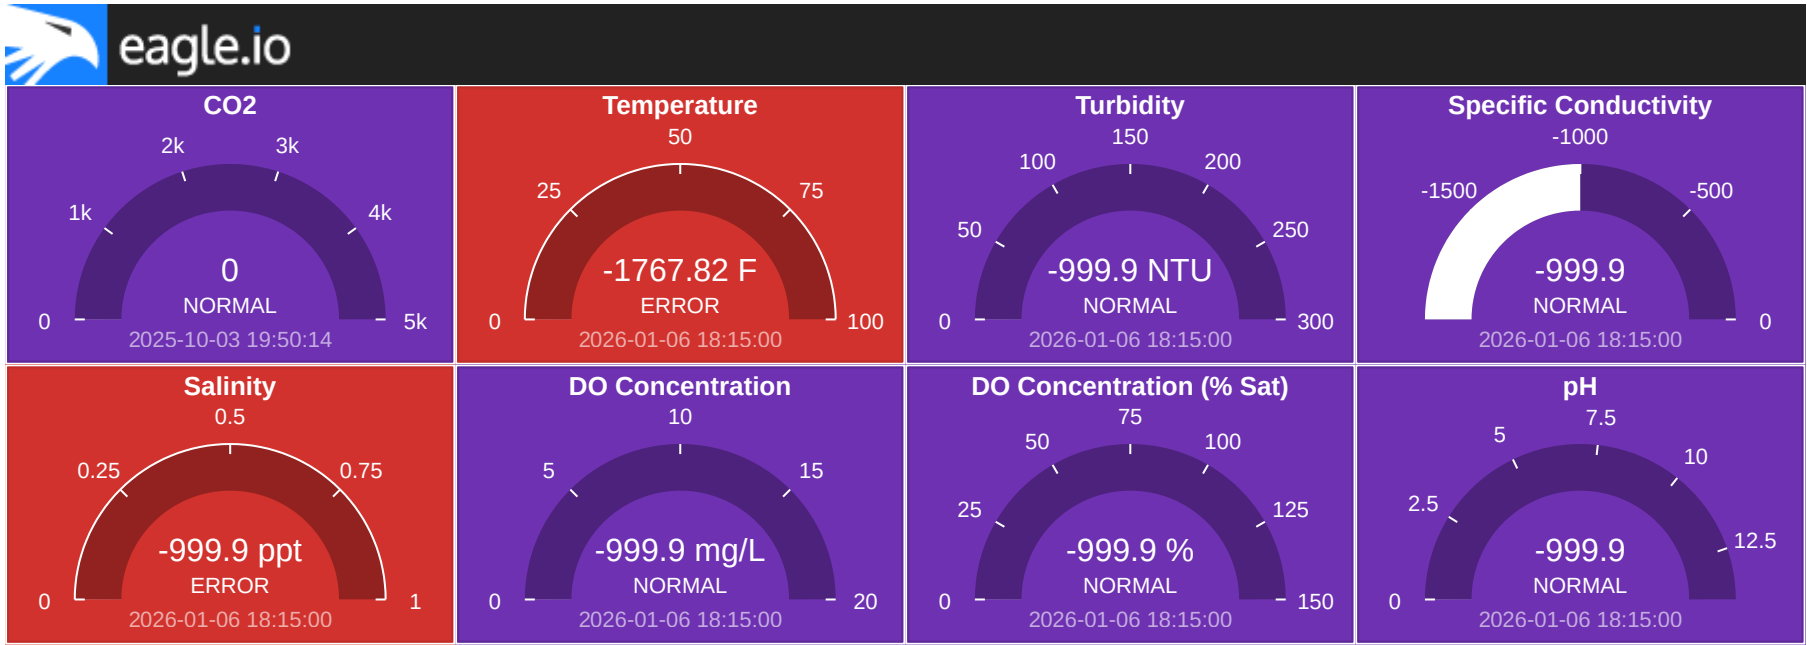 eagle.io
CO2
0
1k
2k
3k
4k
5k
0
NORMAL
2025-10-03 19:50:14
Temperature
0
25
50
75
100
-1767.82 F
ERROR
2026-01-06 18:15:00
Turbidity
0
50
100
150
200
250
300
-999.9 NTU
NORMAL
2026-01-06 18:15:00
Specific Conductivity
-1500
-1000
-500
0
-999.9
NORMAL
2026-01-06 18:15:00
Salinity
0
0.25
0.5
0.75
1
-999.9 ppt
ERROR
2026-01-06 18:15:00
DO Concentration
0
5
10
15
20
-999.9 mg/L
NORMAL
2026-01-06 18:15:00
DO Concentration (% Sat)
0
25
50
75
100
125
150
-999.9 %
NORMAL
2026-01-06 18:15:00
pH
0
2.5
5
7.5
10
12.5
-999.9
NORMAL
2026-01-06 18:15:00